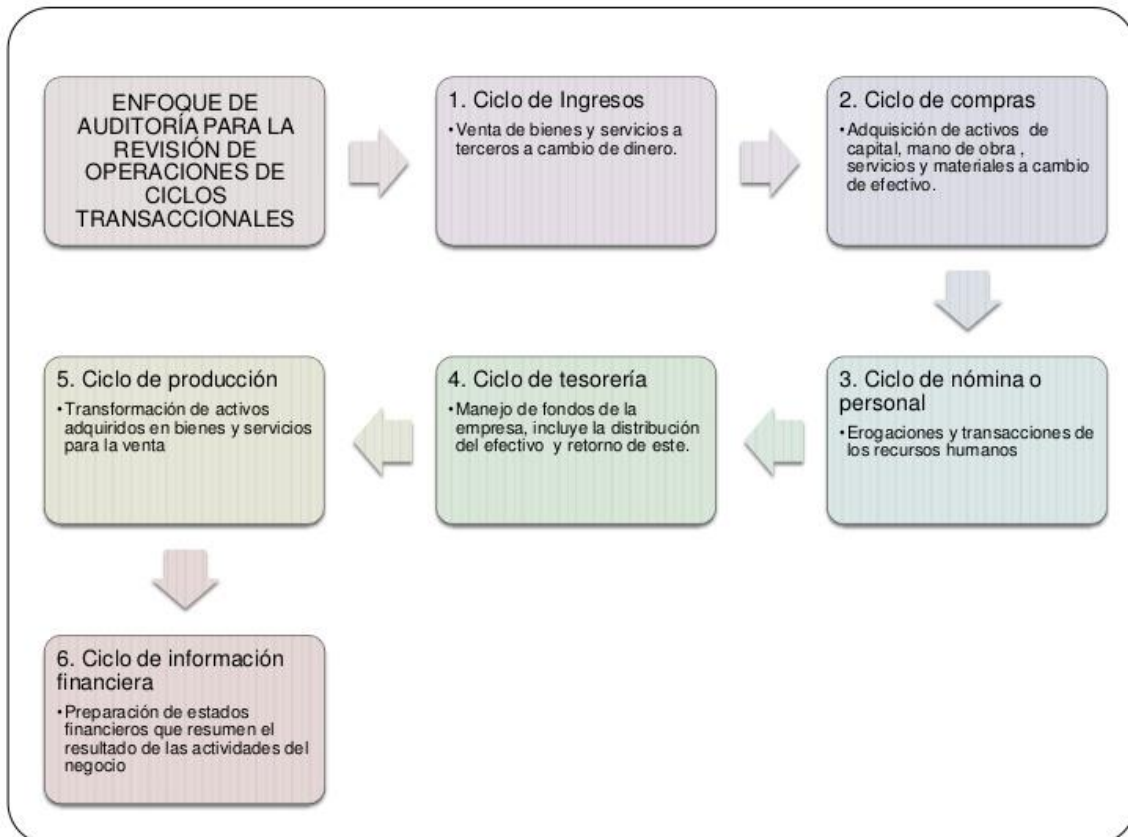 ENFOQUE DE
AUDITORÍA PARA LA
REVISIÓN DE
OPERACIONES DE
CICLOS
TRANSACCIONALES
1. Ciclo de Ingresos
•Venta de bienes y servicios a
terceros a cambio de dinero.
2. Ciclo de compras
•Adquisición de activos de
capital, mano de obra ,
servicios y materiales a cambio
de efectivo.
3. Ciclo de nómina o
personal
•Erogaciones y transacciones de
los recursos humanos
4. Ciclo de tesorería
•Manejo de fondos de la
empresa, incluye la distribución
del efectivo y retorno de este.
5. Ciclo de producción
•Transformación de activos
adquiridos en bienes y servicios
para la venta
6. Ciclo de información
financiera
•Preparación de estados
financieros que resumen el
resultado de las actividades del
negocio